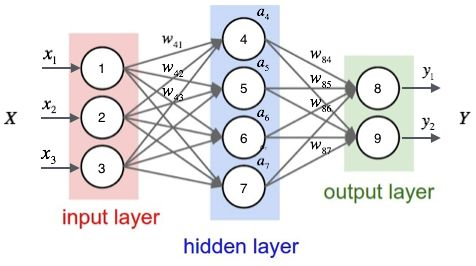 a₄
w₄₁
4
w₈₄
x₁
1
w₄₂
a₅
w₈₅
y₁
5
8
w₄₃
w₈₆
X
x₂
2
a₆
Y
6
9
y₂
x₃
3
a₇
w₈₇
7
input layer
output layer
hidden layer